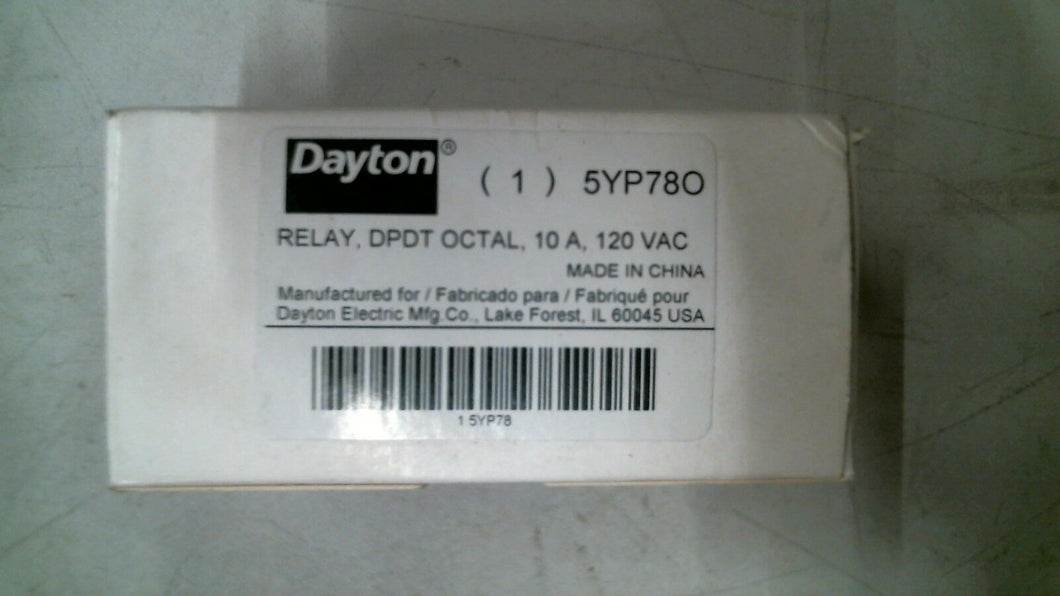 Dayton®
( 1 ) 5YP78O
RELAY, DPDT OCTAL, 10 A, 120 VAC
MADE IN CHINA
Manufactured for / Fabricado para / Fabriqué pour
Dayton Electric Mfg.Co., Lake Forest, IL 60045 USA
1 5YP78